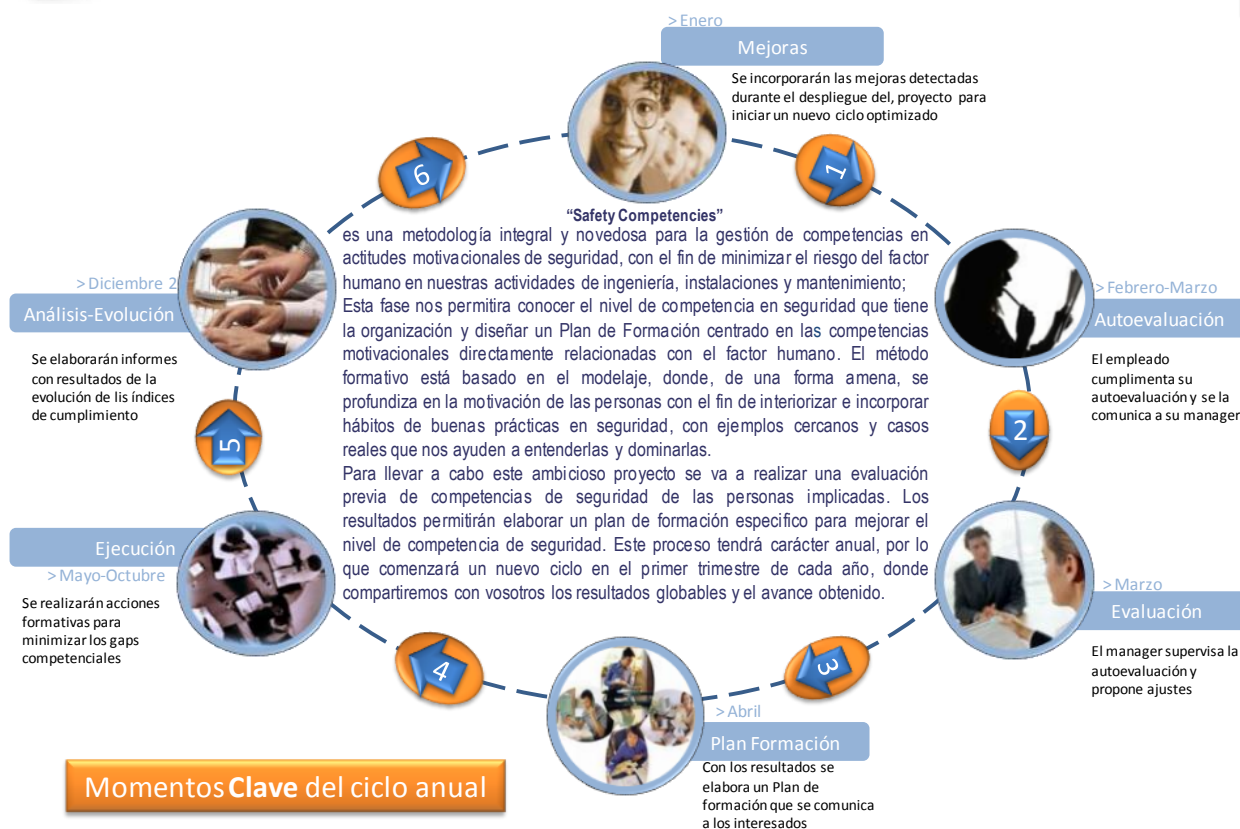 > Enero
Mejoras
Se incorporarán las mejoras detectadas
durante el despliegue del, proyecto para
iniciar un nuevo ciclo optimizado
1
> Febrero-Marzo
Autoevaluación
El empleado
cumplimenta su
autoevaluación y se la
comunica a su manager
2
> Marzo
Evaluación
El manager supervisa la
autoevaluación y
propone ajustes
3
> Abril
Plan Formación
Con los resultados se
elabora un Plan de
formación que se comunica
a los interesados
4
Ejecución
> Mayo-Octubre
Se realizarán acciones
formativas para
minimizar los gaps
competenciales
5
> Diciembre 2
Análisis-Evolución
Se elaborarán informes
con resultados de la
evolución de lis índices
de cumplimiento
6
“Safety Competencies”
es una metodología integral y novedosa para la gestión de competencias en
actitudes motivacionales de seguridad, con el fin de minimizar el riesgo del factor
humano en nuestras actividades de ingeniería, instalaciones y mantenimiento;
Esta fase nos permitira conocer el nivel de competencia en seguridad que tiene
la organización y diseñar un Plan de Formación centrado en las competencias
motivacionales directamente relacionadas con el factor humano. El método
formativo está basado en el modelaje, donde, de una forma amena, se
profundiza en la motivación de las personas con el fin de interiorizar e incorporar
hábitos de buenas prácticas en seguridad, con ejemplos cercanos y casos
reales que nos ayuden a entenderlas y dominarlas.
Para llevar a cabo este ambicioso proyecto se va a realizar una evaluación
previa de competencias de seguridad de las personas implicadas. Los
resultados permitirán elaborar un plan de formación especifico para mejorar el
nivel de competencia de seguridad. Este proceso tendrá carácter anual, por lo
que comenzará un nuevo ciclo en el primer trimestre de cada año, donde
compartiremos con vosotros los resultados globables y el avance obtenido.
Momentos Clave del ciclo anual